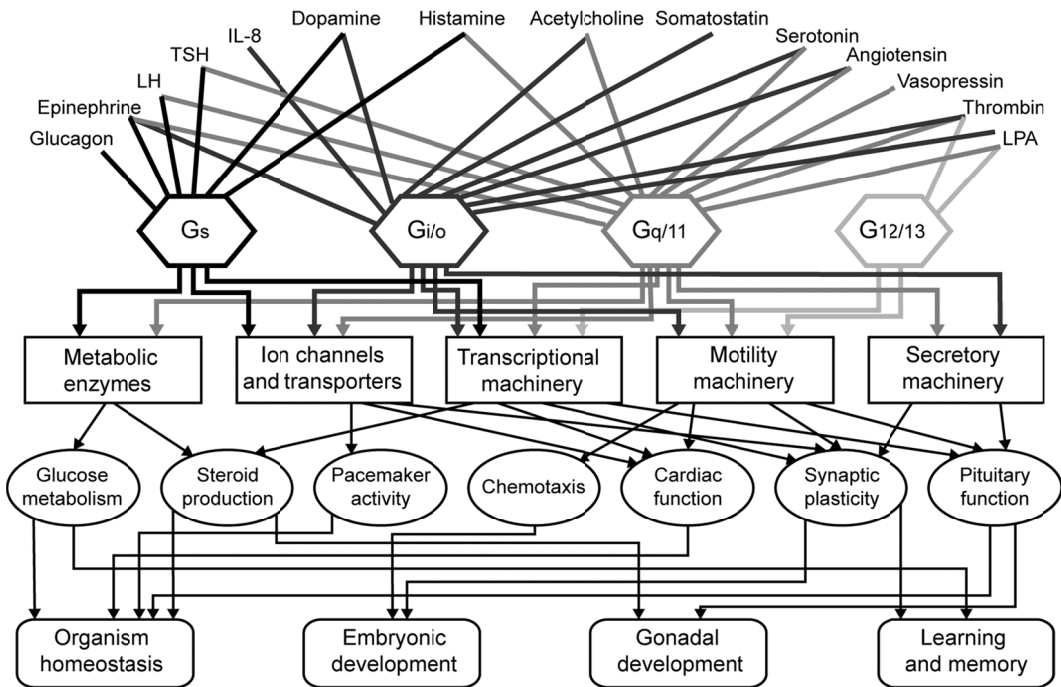 Dopamine
Histamine
Acetylcholine
Somatostatin
IL-8
Serotonin
TSH
Angiotensin
LH
Vasopressin
Epinephrine
Thrombin
Glucagon
LPA
Gs
Gi/o
Gq/11
G12/13
Metabolic
enzymes
Ion channels
and transporters
Transcriptional
machinery
Motility
machinery
Secretory
machinery
Glucose
metabolism
Steroid
production
Pacemaker
activity
Chemotaxis
Cardiac
function
Synaptic
plasticity
Pituitary
function
Organism
homeostasis
Embryonic
development
Gonadal
development
Learning
and memory